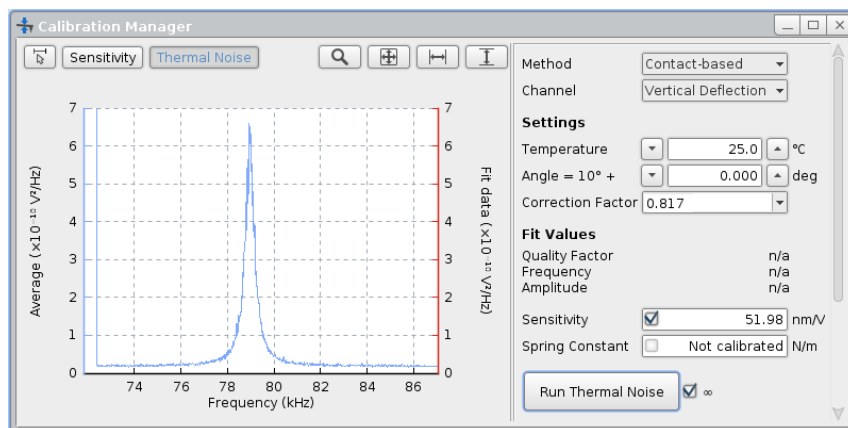 Calibration Manager
Sensitivity Thermal Noise
7 7
6 6
5 5
4 4
3 3
2 2
1 1
0 0
74 76 78 80 82 84 86
Frequency (kHz)
Average (×10⁻¹⁰ V²/Hz)
Fit data (×10⁻¹⁰ V²/Hz)
Method Contact-based
Channel Vertical Deflection
Settings
Temperature 25.0 °C
Angle = 10° + 0.000 deg
Correction Factor 0.817
Fit Values
Quality Factor n/a
Frequency n/a
Amplitude n/a
Sensitivity 51.98 nm/V
Spring Constant Not calibrated N/m
Run Thermal Noise ∞